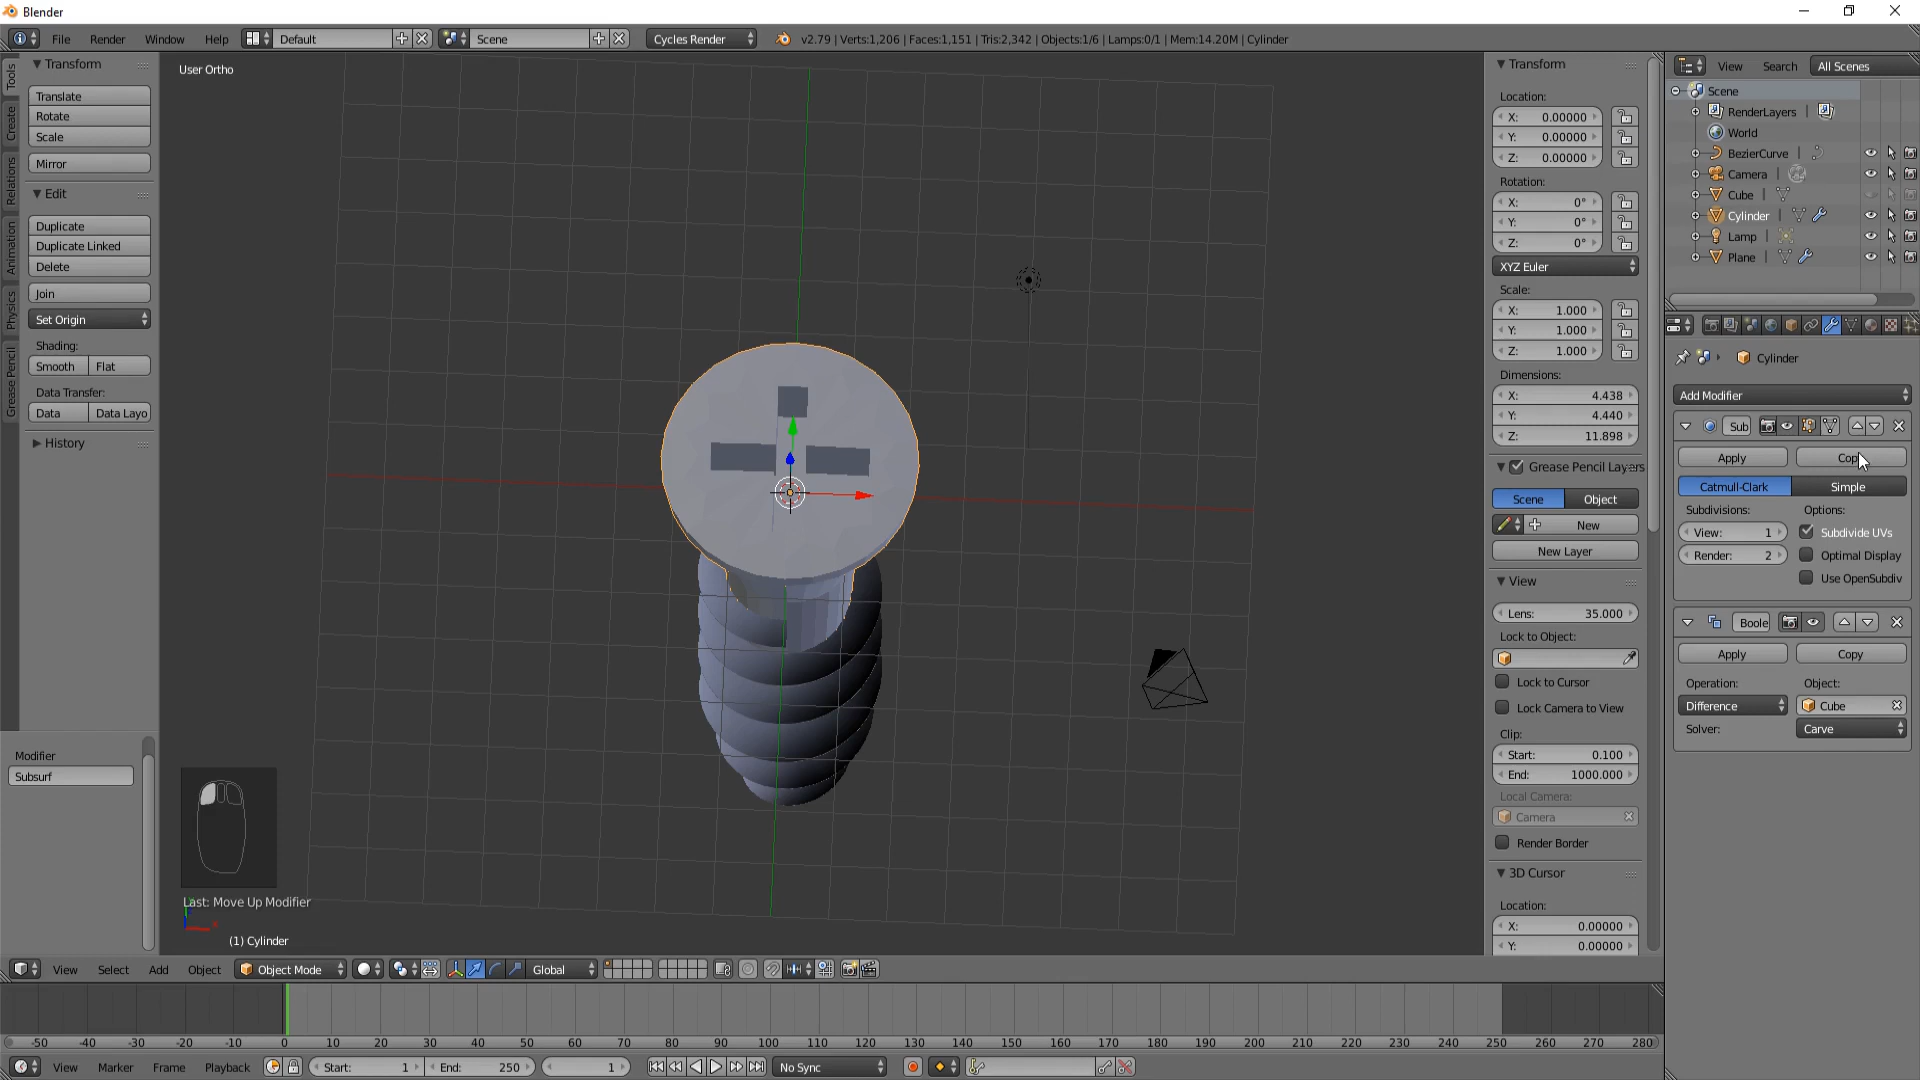 Blender
File Render Window Help Default Scene Cycles Render v2.79 | Verts:1,206 | Faces:1,151 | Tris:2,342 | Objects:1/6 | Lamps:0/1 | Mem:14.20M | Cylinder
Tools
Create
Relations
Animation
Physics
Grease Pencil
Transform
Translate
Rotate
Scale
Mirror
Edit
Duplicate
Duplicate Linked
Delete
Join
Set Origin
Shading:
Smooth Flat
Data Transfer:
Data Data Layo
History
Modifier
Subsurf
User Ortho
Last: Move Up Modifier
(1) Cylinder
Transform
Location:
X: 0.00000
Y: 0.00000
Z: 0.00000
Rotation:
X: 0°
Y: 0°
Z: 0°
XYZ Euler
Scale:
X: 1.000
Y: 1.000
Z: 1.000
Dimensions:
X: 4.438
Y: 4.440
Z: 11.898
Grease Pencil Layers
Scene Object
New
New Layer
View
Lens: 35.000
Lock to Object:
Lock to Cursor
Lock Camera to View
Clip:
Start: 0.100
End: 1000.000
Local Camera:
Camera
Render Border
3D Cursor
Location:
X: 0.00000
Y: 0.00000
View Search All Scenes
Scene
RenderLayers
World
BezierCurve
Camera
Cube
Cylinder
Lamp
Plane
Cylinder
Add Modifier
Sub
Apply Cop
Catmull-Clark Simple
Subdivisions: Options:
View: 1 Subdivide UVs
Render: 2 Optimal Display
Use OpenSubdiv
Boole
Apply Copy
Operation: Object:
Difference Cube
Solver: Carve
View Select Add Object Object Mode Global
-50 -40 -30 -20 -10 0 10 20 30 40 50 60 70 80 90 100 110 120 130 140 150 160 170 180 190 200 210 220 230 240 250 260 270 280
View Marker Frame Playback Start: 1 End: 250 1 No Sync